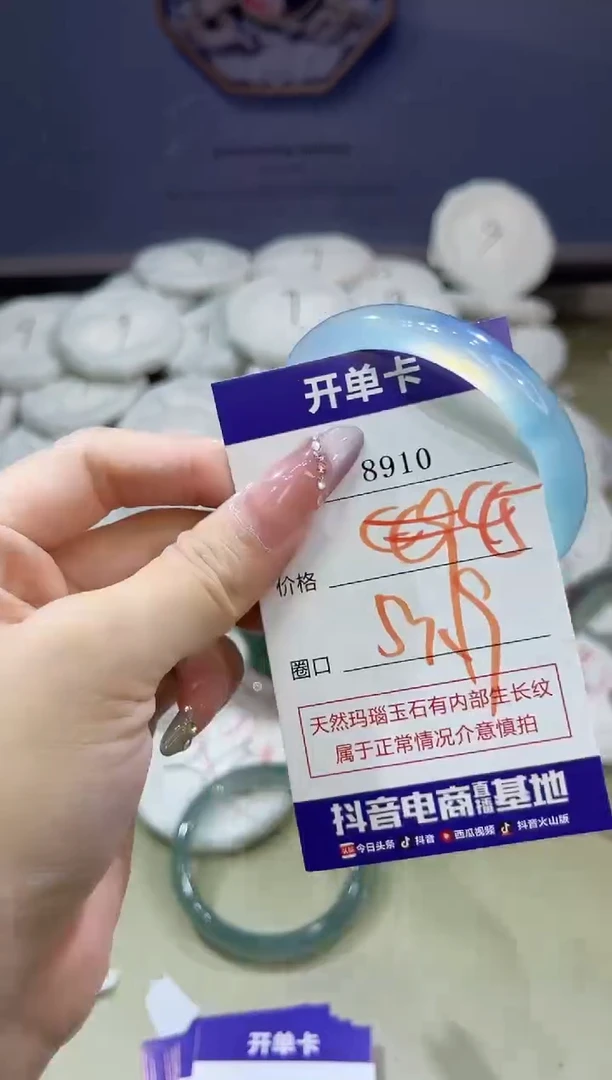 开单卡
8910
价格
圈口
天然玛瑙玉石有内部生长纹
属于正常情况介意慎拍
抖音电商直播基地
今日头条 抖音 西瓜视频 抖音火山版
开单卡